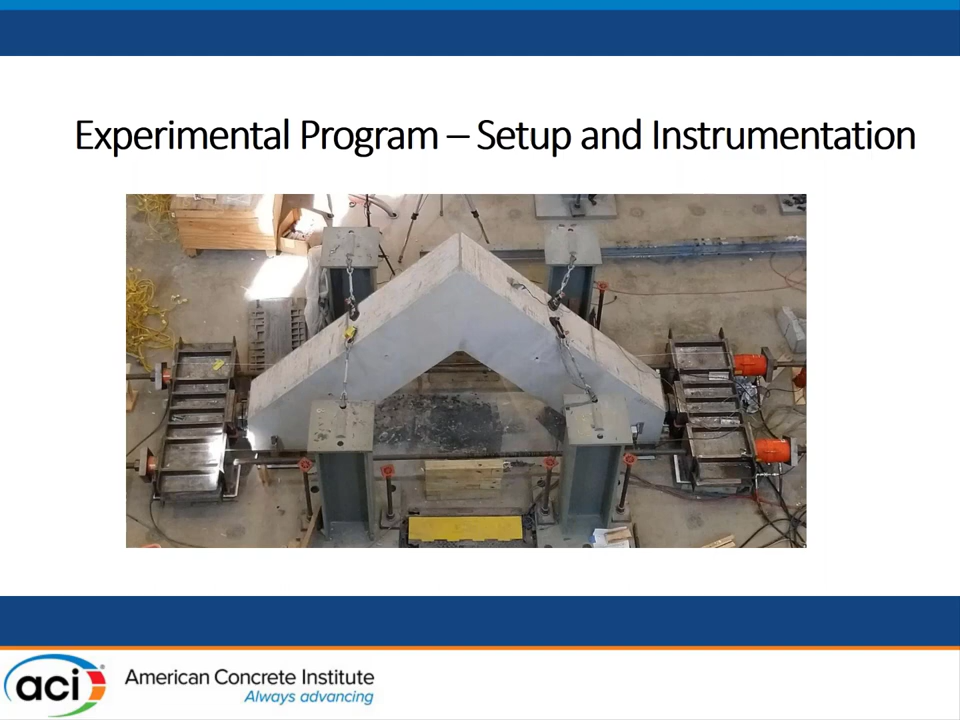 Experimental Program – Setup and Instrumentation
aci
American Concrete Institute
Always advancing